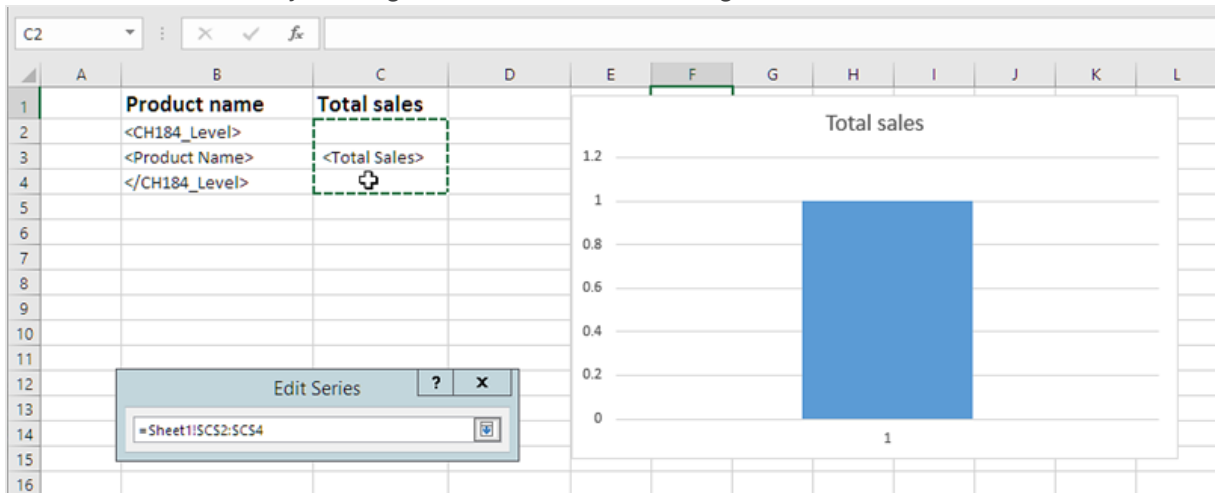 C2 fx
A B C D E F G H I J K L
1 Product name Total sales
2 <CH184_Level>
3 <Product Name> <Total Sales>
4 </CH184_Level>
5
6
7
8
9
10
11
12
13
14
15
16
Total sales
1.2
1
0.8
0.6
0.4
0.2
0
1
Edit Series ? x
=Sheet1!$C$2:$C$4